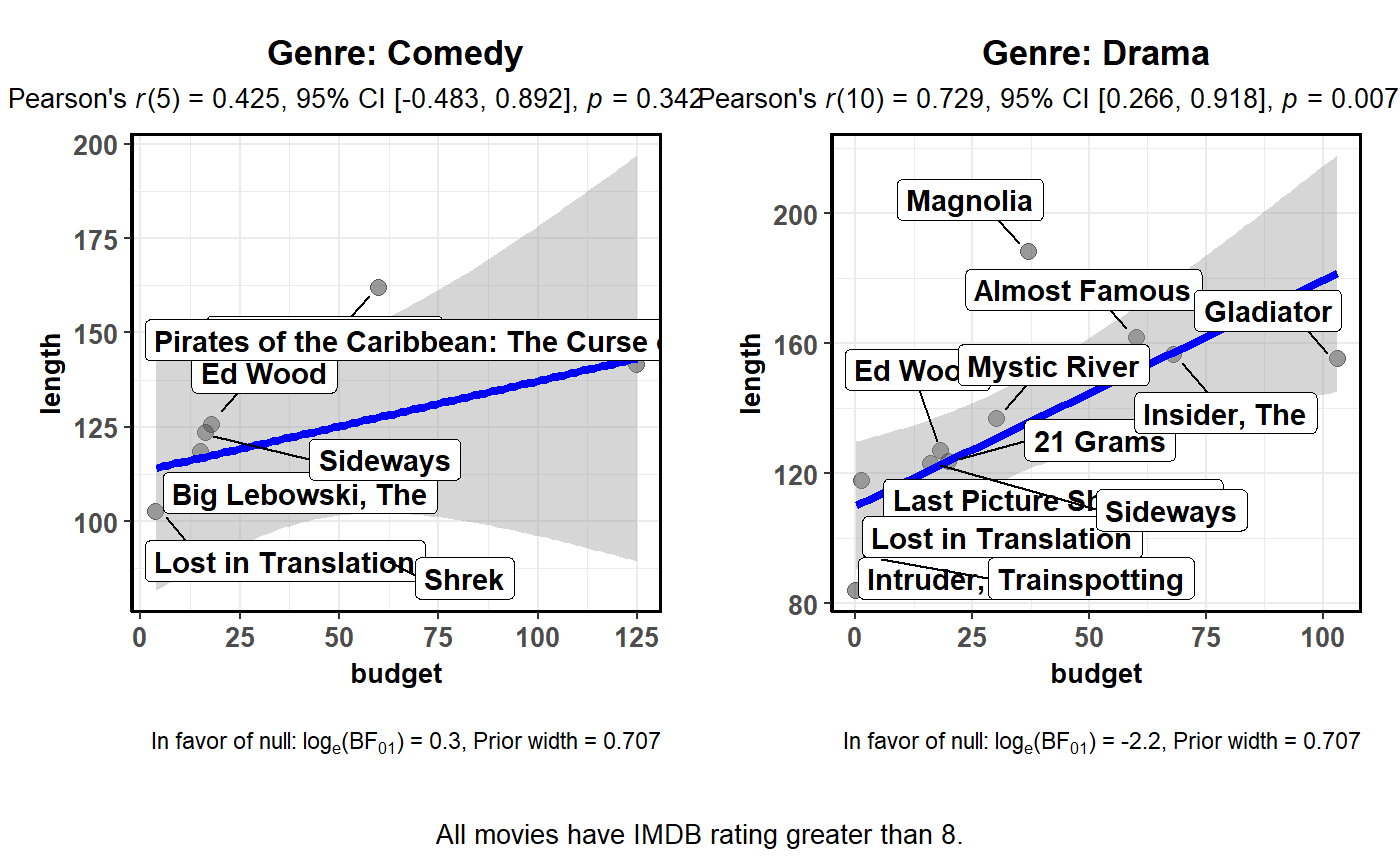 Genre: Comedy
Pearson's r(5) = 0.425, 95% CI [-0.483, 0.892], p = 0.342
200
175
150
125
100
length
Pirates of the Caribbean: The Curse
Ed Wood
Sideways
Big Lebowski, The
Lost in Translation
Shrek
0 25 50 75 100 125
budget
In favor of null: logₑ(BF₀₁) = 0.3, Prior width = 0.707
Genre: Drama
Pearson's r(10) = 0.729, 95% CI [0.266, 0.918], p = 0.007
200
160
120
80
length
Magnolia
Almost Famous
Gladiator
Ed Woo
Mystic River
Insider, The
21 Grams
Last Picture Sh
Sideways
Lost in Translation
Intruder,
Trainspotting
0 25 50 75 100
budget
In favor of null: logₑ(BF₀₁) = -2.2, Prior width = 0.707
All movies have IMDB rating greater than 8.